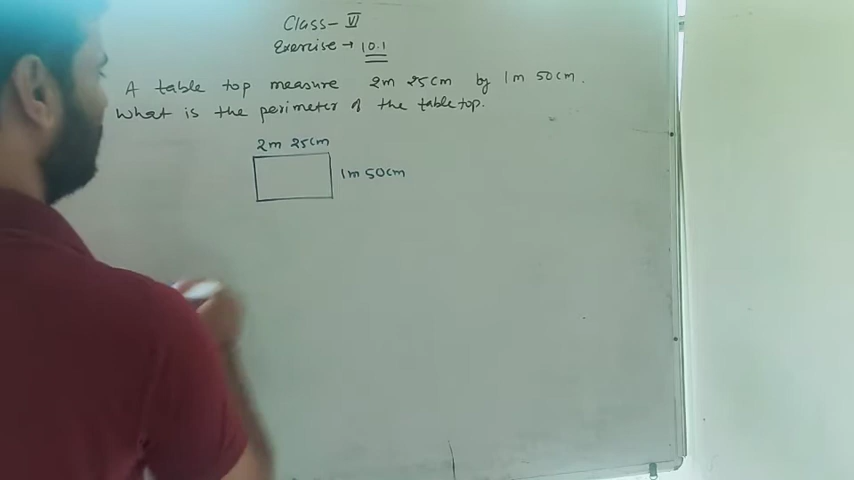 Class- VI
Exercise → 10.1
A table top measure 2m 25cm by 1m 50cm.
What is the perimeter of the table top.
2m 25cm
1m 50cm